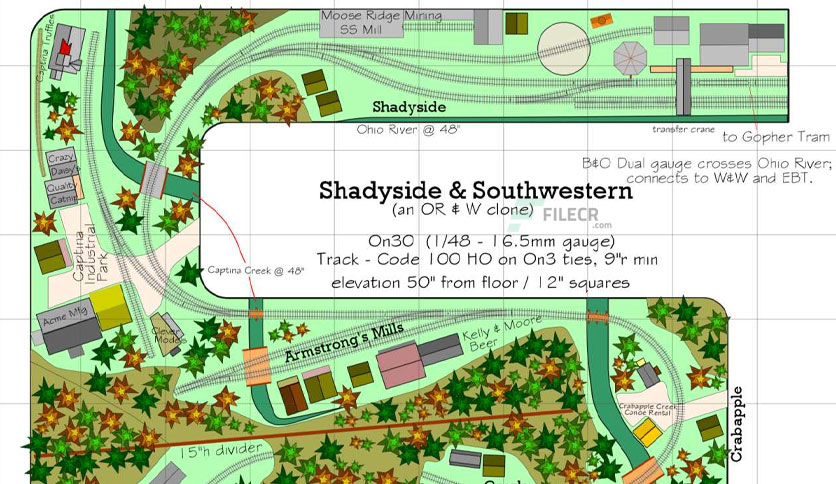 Moose Ridge Mining
SS Mill
Captina Truffles
Shadyside
Ohio River @ 48"
transfer crane
to Gopher Tram
B&O Dual gauge crosses Ohio River;
connects to W&W and EBT.
Crazy
Daisy's
Quality
Catnip
Shadyside & Southwestern
(an OR & W clone)
FILECR
.com
On30 (1/48 - 16.5mm gauge)
Track - Code 100 HO on On3 ties, 9"r min
elevation 50" from floor / 12" squares
Captina
Industrial
Park
Captina Creek @ 48"
Acme Mfg
Clever
Models
Armstrong's Mills
Kelly & Moore
Beer
Crabapple Creek
Canoe Rental
Crabapple
15"h divider